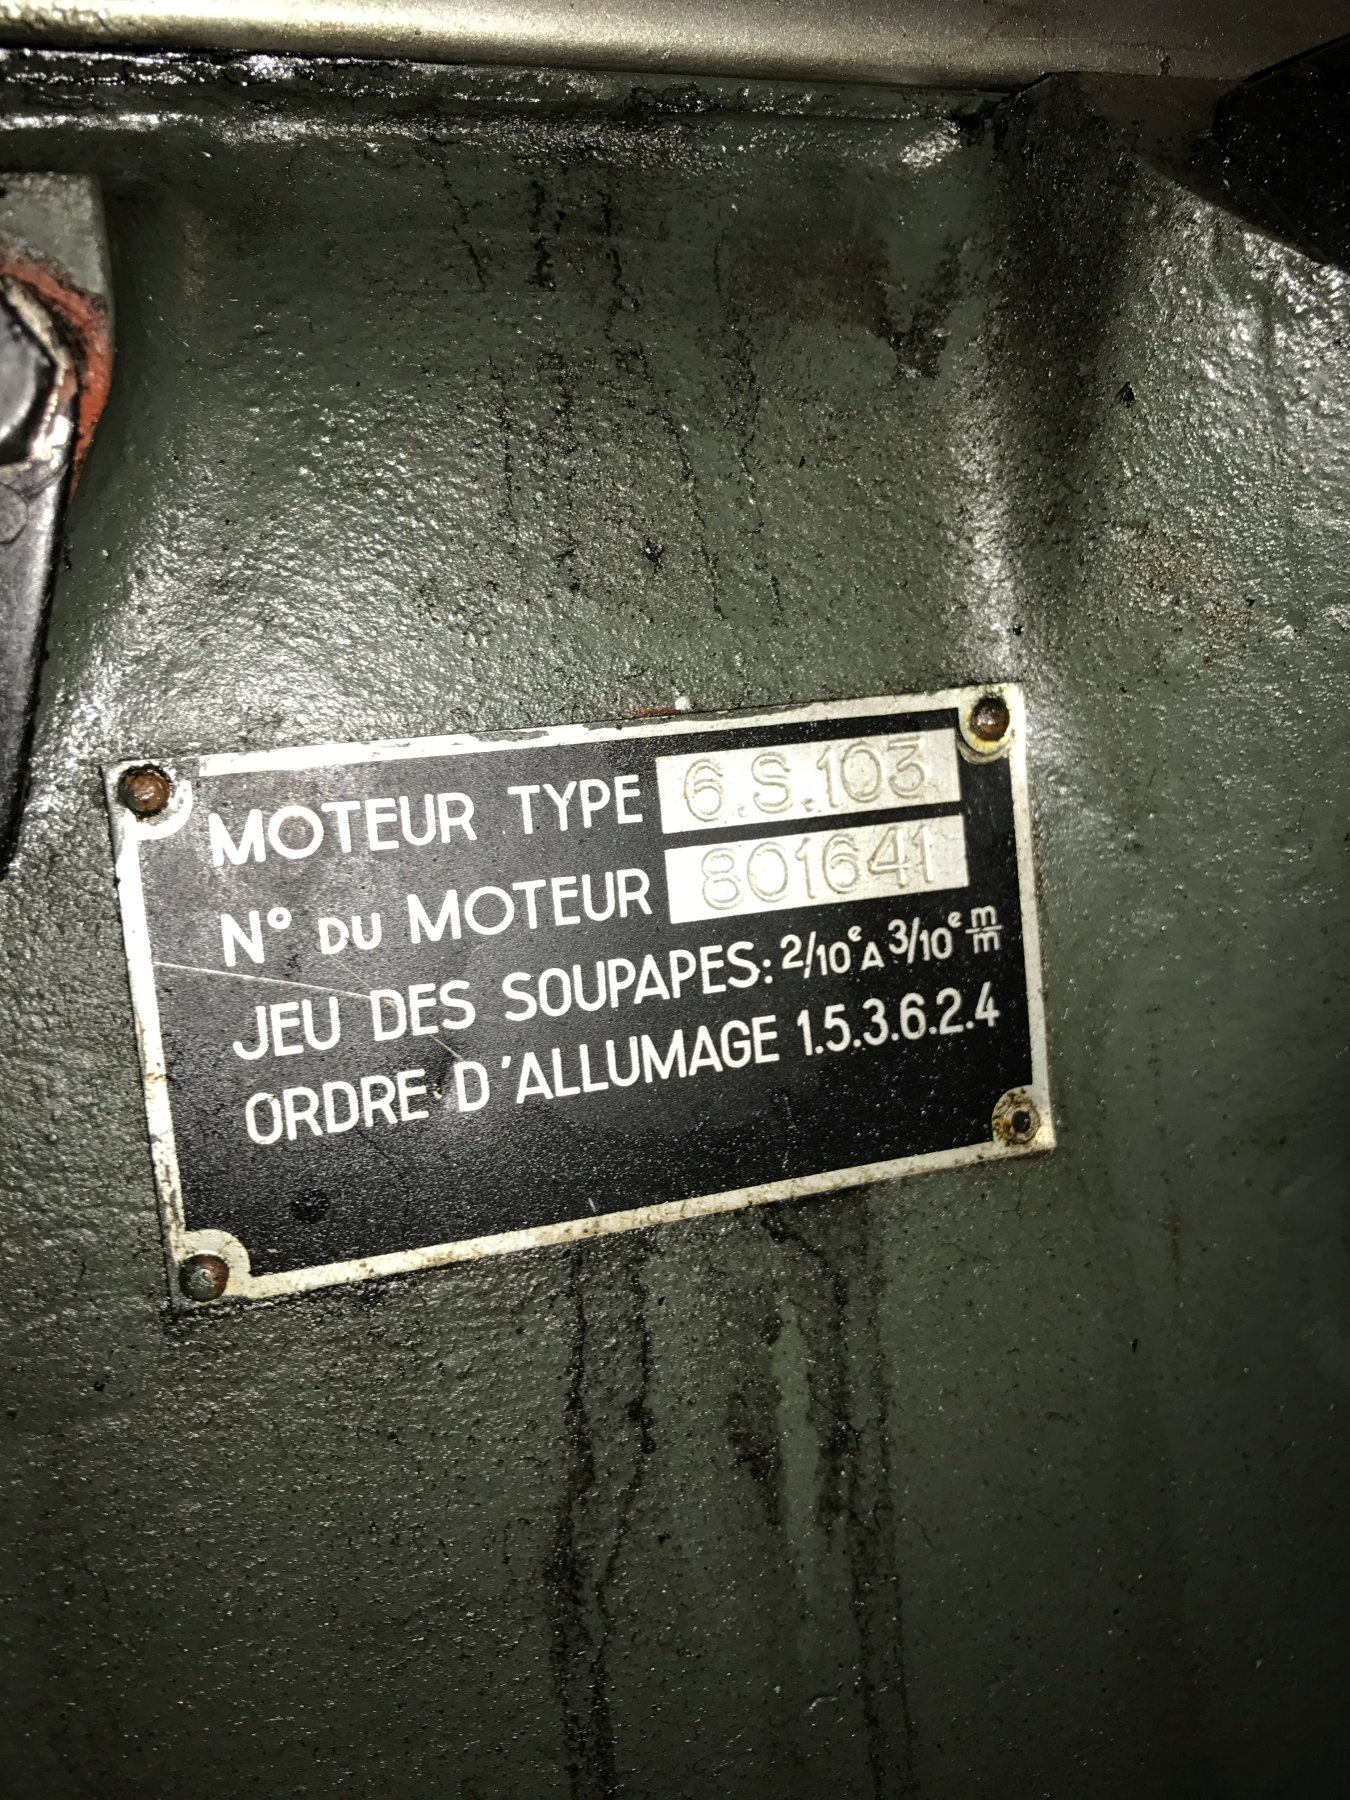 MOTEUR TYPE 6.S.103
N° DU MOTEUR 801641
JEU DES SOUPAPES: 2/10e A 3/10e m/m
ORDRE D'ALLUMAGE 1.5.3.6.2.4